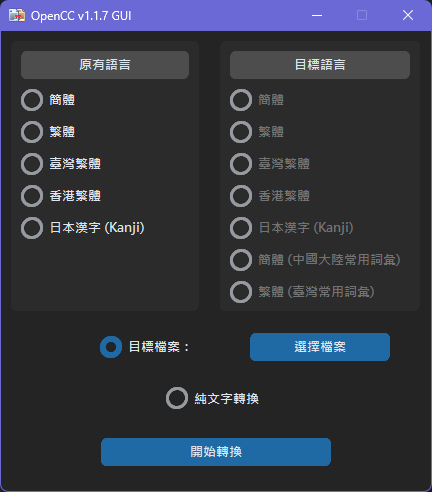 OpenCC v1.1.7 GUI
原有語言
簡體
繁體
臺灣繁體
香港繁體
日本漢字 (Kanji)
目標語言
簡體
繁體
臺灣繁體
香港繁體
日本漢字 (Kanji)
簡體 (中國大陸常用詞彙)
繁體 (臺灣常用詞彙)
目標檔案：
選擇檔案
純文字轉換
開始轉換